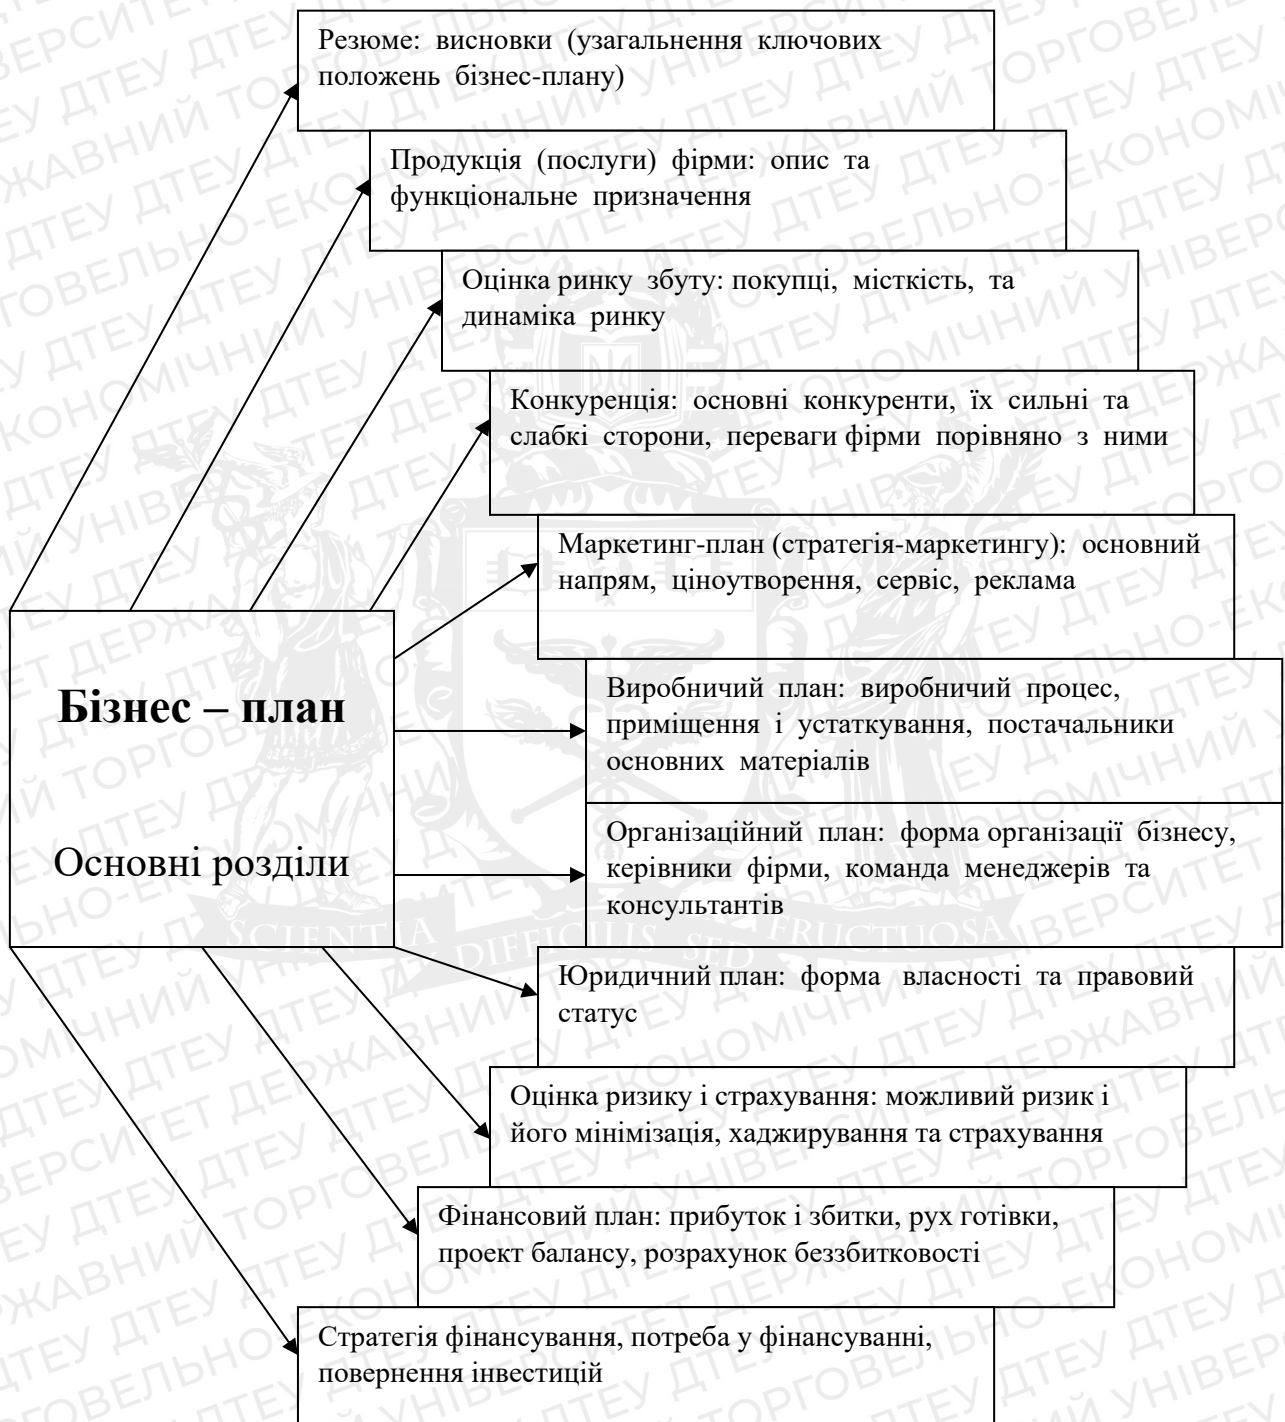 Резюме: висновки (узагальнення ключових
положень бізнес-плану)
Продукція (послуги) фірми: опис та
функціональне призначення
Оцінка ринку збуту: покупці, місткість, та
динаміка ринку
Конкуренція: основні конкуренти, їх сильні та
слабкі сторони, переваги фірми порівняно з ними
Маркетинг-план (стратегія-маркетингу): основний
напрям, ціноутворення, сервіс, реклама
Бізнес – план
Основні розділи
Виробничий план: виробничий процес,
приміщення і устаткування, постачальники
основних матеріалів
Організаційний план: форма організації бізнесу,
керівники фірми, команда менеджерів та
консультантів
Юридичний план: форма власності та правовий
статус
Оцінка ризику і страхування: можливий ризик і
його мінімізація, хаджирування та страхування
Фінансовий план: прибуток і збитки, рух готівки,
проект балансу, розрахунок беззбитковості
Стратегія фінансування, потреба у фінансуванні,
повернення інвестицій
SCIENTIA DIFFICILIS SED FRUCTUOSA